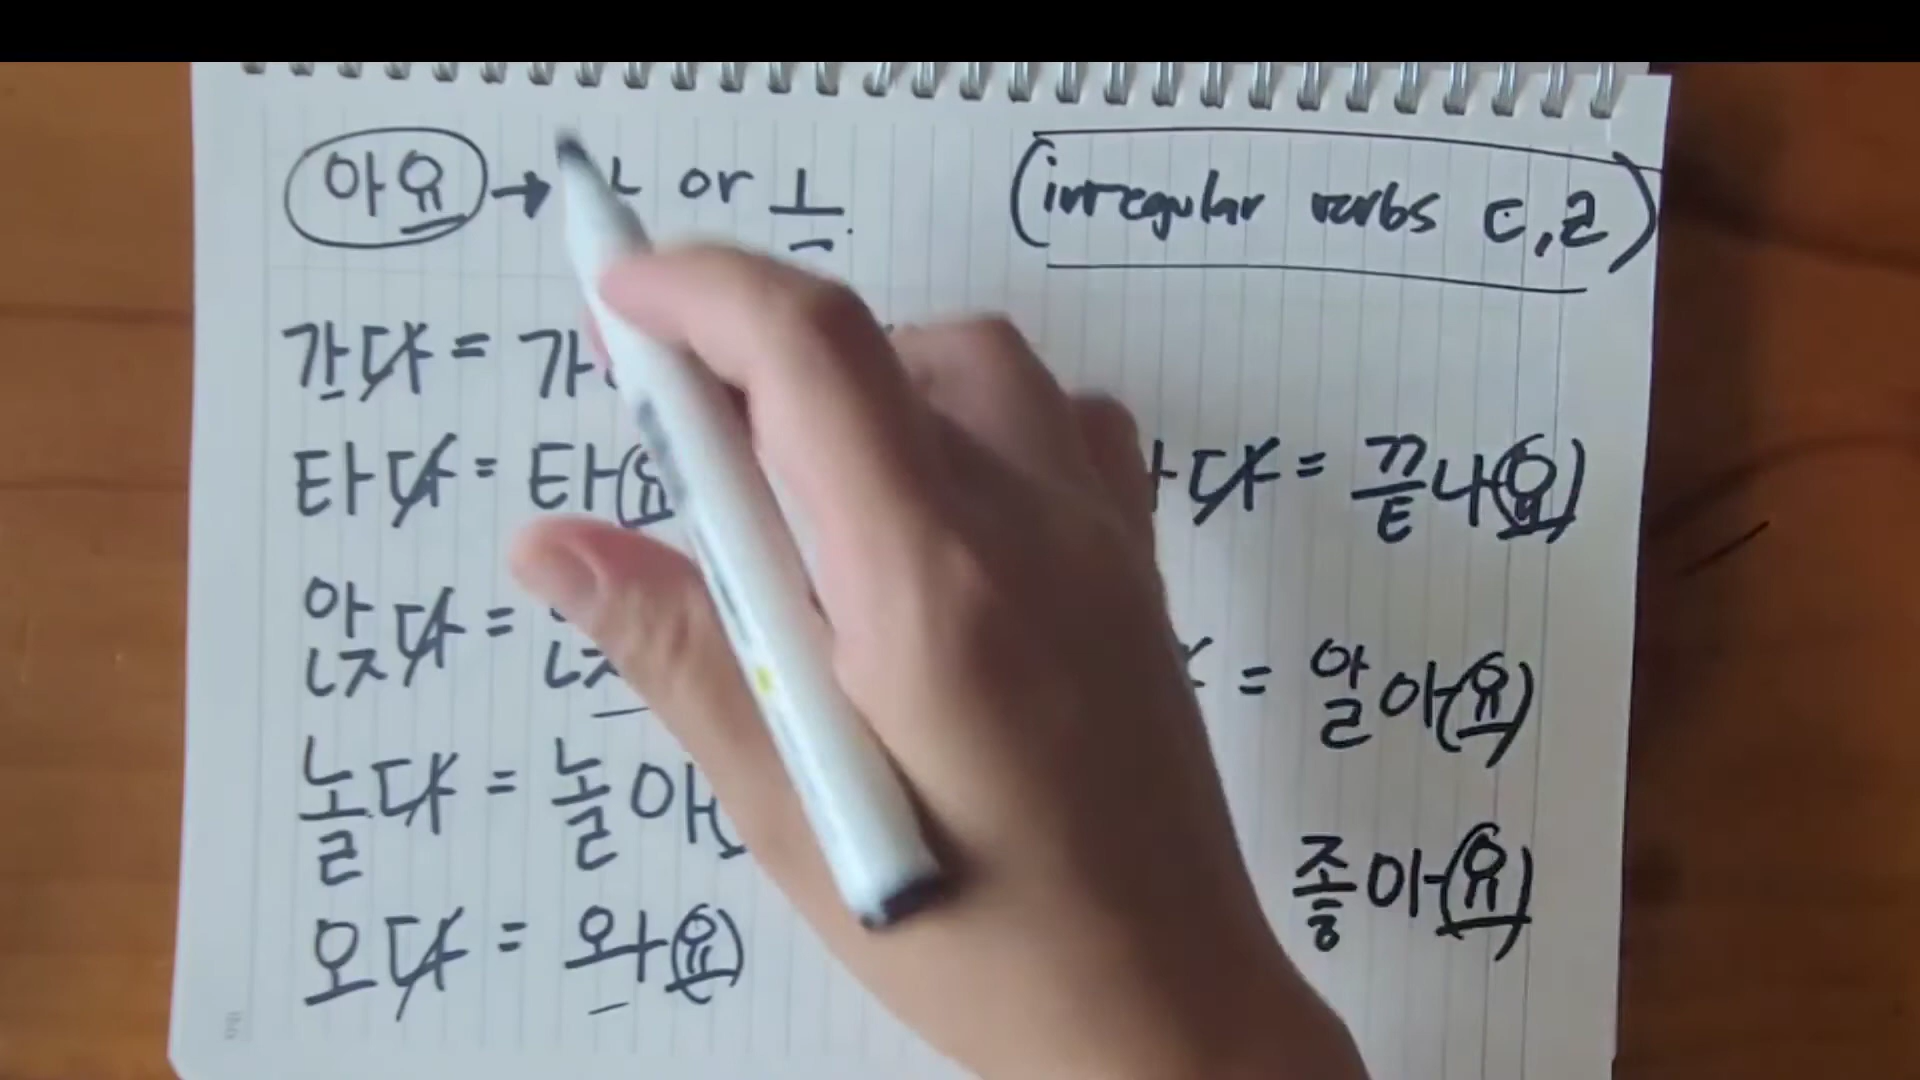 아요 → or ㅗ (irregular verbs ㄷ,ㄹ)
가다 = 가
타다 = 타(요
앉다 =
놀다 = 놀아
오다 = 와(요)
다 = 끝나(요)
= 알아(요)
좋아(요)